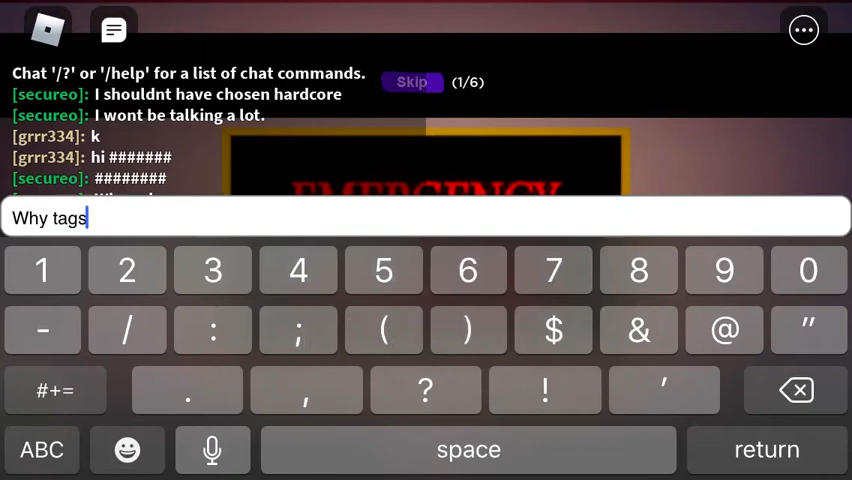 Chat '/?' or '/help' for a list of chat commands.
Skip (1/6)
[secureo]: I shouldnt have chosen hardcore
[secureo]: I wont be talking a lot.
[grrr334]: k
[grrr334]: hi #######
[secureo]: ########
EMERGENCY
Why tags
1 2 3 4 5 6 7 8 9 0
- / : ; ( ) $ & @ "
#+= . , ? ! '
ABC space return